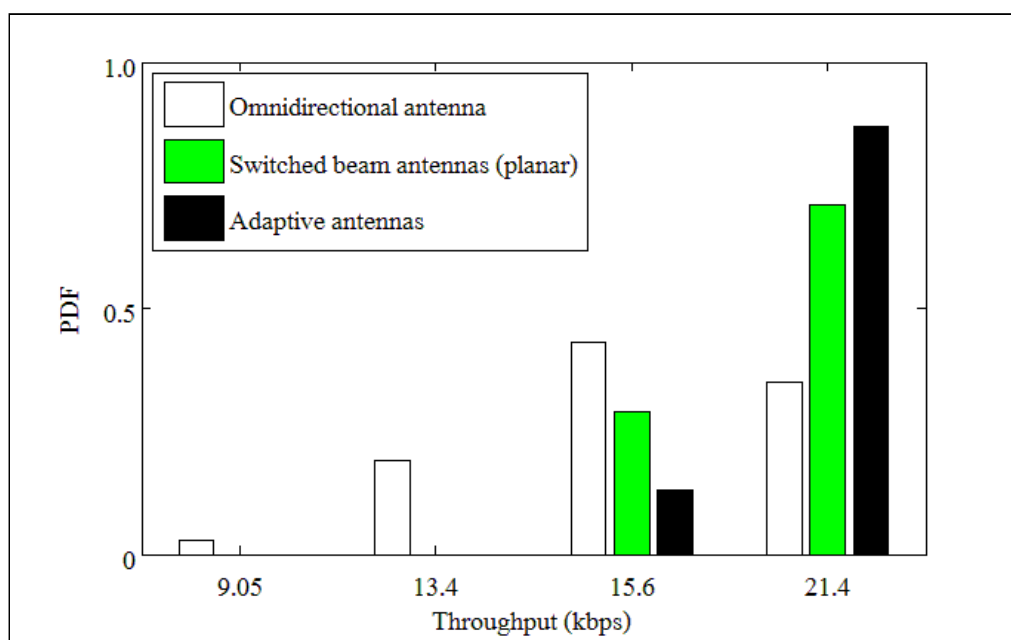 1.0
Omnidirectional antenna
Switched beam antennas (planar)
Adaptive antennas
PDF
0.5
0
9.05 13.4 15.6 21.4
Throughput (kbps)